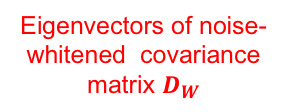 Eigenvectors of noise-
whitened covariance
matrix D_W